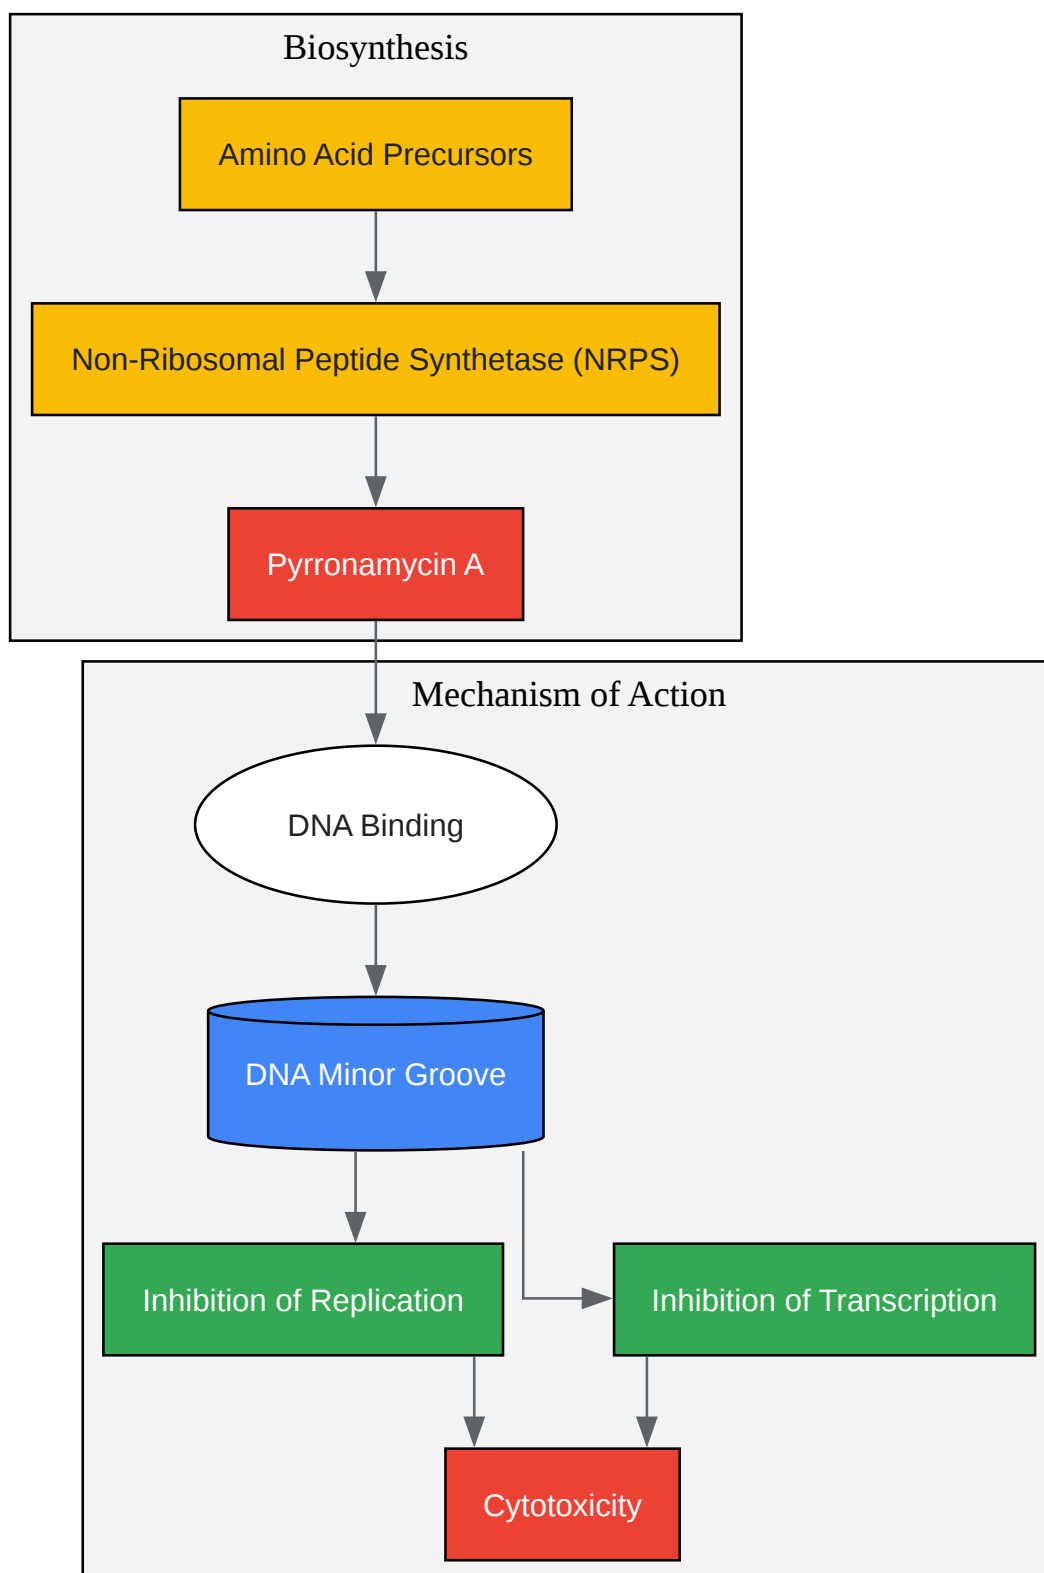 Biosynthesis
Amino Acid Precursors
Non-Ribosomal Peptide Synthetase (NRPS)
Pyrronamycin A
Mechanism of Action
DNA Binding
DNA Minor Groove
Inhibition of Replication
Inhibition of Transcription
Cytotoxicity